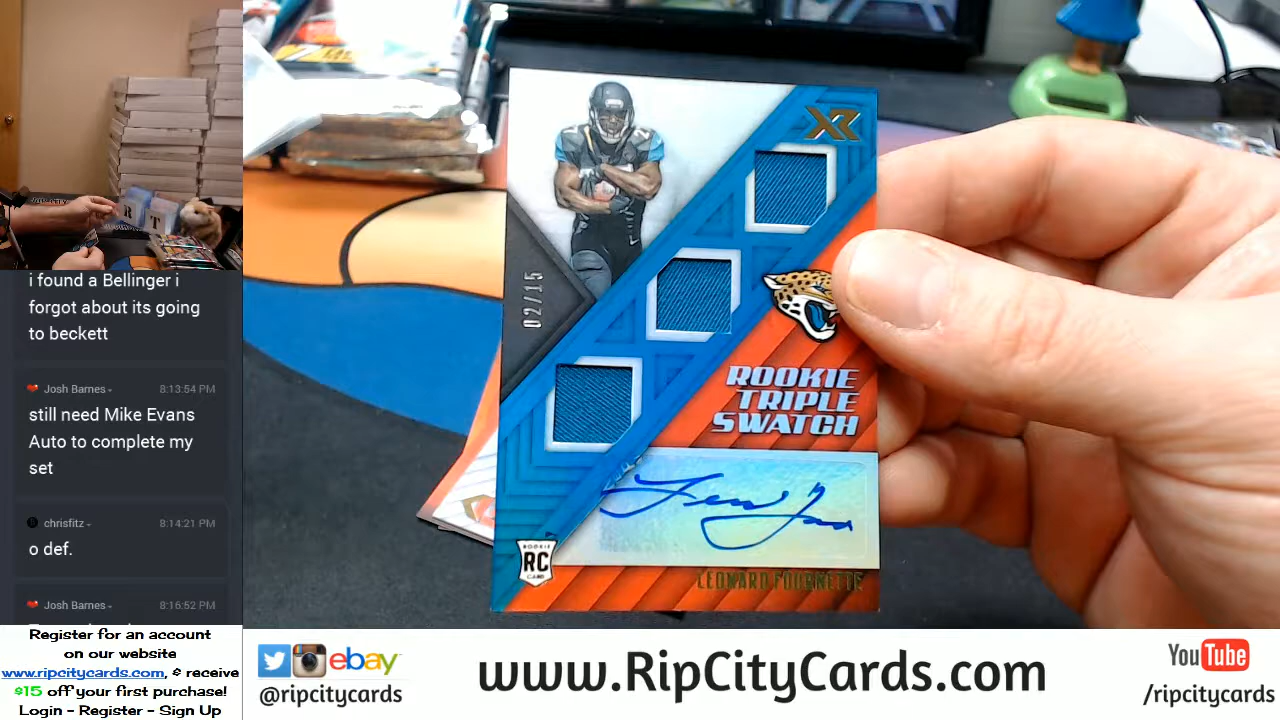 i found a Bellinger i
forgot about its going
to beckett
Josh Barnes
8:13:54 PM
still need Mike Evans
Auto to complete my
set
chrisfitz
8:14:21 PM
o def.
Josh Barnes
8:16:52 PM
Register for an account
on our website
www.ripcitycards.com, & receive
$15 off your first purchase!
Login - Register - Sign Up
R T
XR
02/15
ROOKIE
TRIPLE
SWATCH
ROOKIE
RC
CARD
LEONARD FOURNETTE
ebay
@ripcitycards
www.RipCityCards.com
YouTube
/ripcitycards